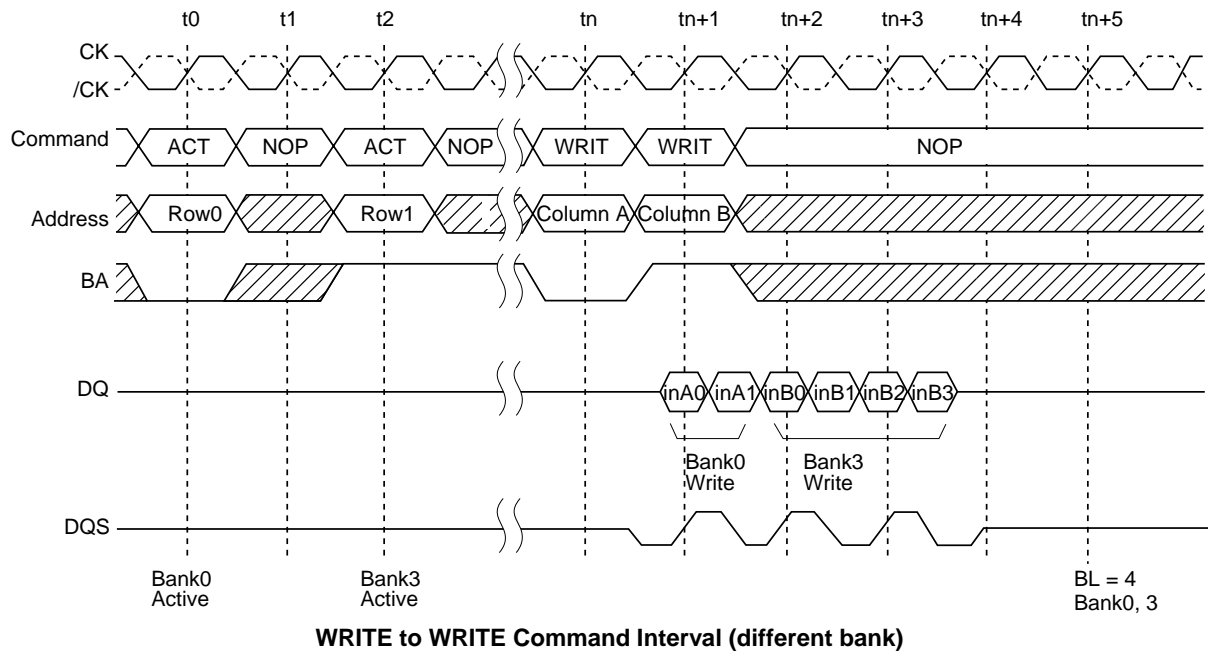 t0 t1 t2 tn tn+1 tn+2 tn+3 tn+4 tn+5
CK
/CK
Command ACT NOP ACT NOP WRIT WRIT NOP
Address Row0 Row1 Column A Column B
BA
DQ inA0 inA1 inB0 inB1 inB2 inB3
Bank0 Bank3
Write Write
DQS
Bank0 Bank3 BL = 4
Active Active Bank0, 3
WRITE to WRITE Command Interval (different bank)